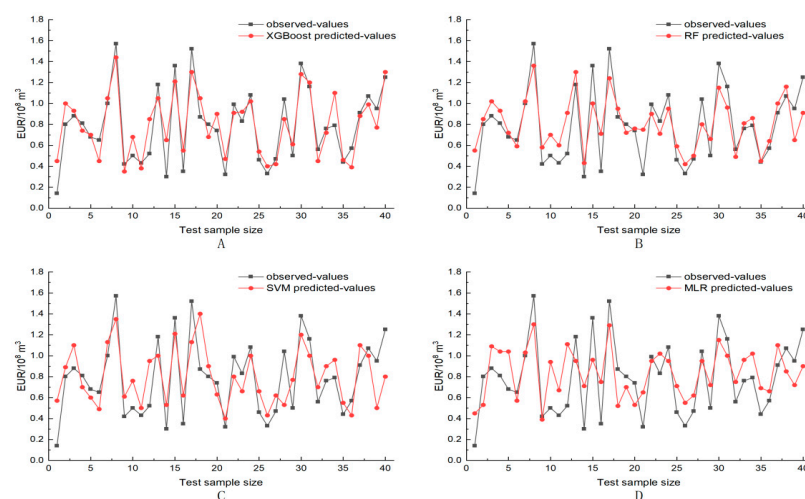 observed-values
XGBoost predicted-values
EUR/10⁸ m³
1.8
1.6
1.4
1.2
1.0
0.8
0.6
0.4
0.2
0.0
0 5 10 15 20 25 30 35 40
Test sample size
A
observed-values
RF predicted-values
EUR/10⁸ m³
1.8
1.6
1.4
1.2
1.0
0.8
0.6
0.4
0.2
0.0
0 5 10 15 20 25 30 35 40
Test sample size
B
observed-values
SVM predicted-values
EUR/10⁸ m³
1.8
1.6
1.4
1.2
1.0
0.8
0.6
0.4
0.2
0.0
0 5 10 15 20 25 30 35 40
Test sample size
C
observed-values
MLR predicted-values
EUR/10⁸ m³
1.8
1.6
1.4
1.2
1.0
0.8
0.6
0.4
0.2
0.0
0 5 10 15 20 25 30 35 40
Test sample size
D